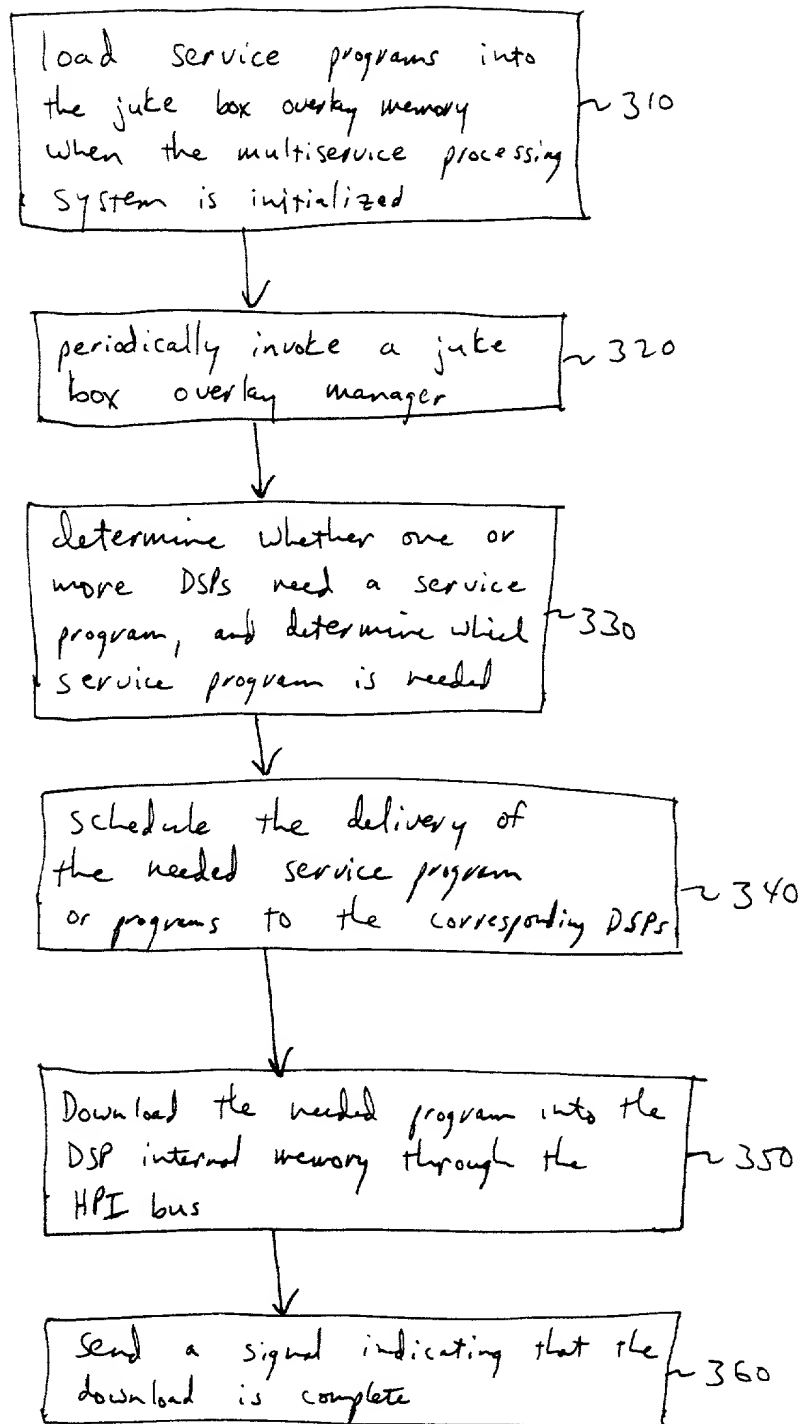 load service programs into
the juke box overlay memory
when the multiservice processing
system is initialized
~ 310
periodically invoke a juke
box overlay manager
~ 320
determine whether one or
more DSPs need a service
program, and determine which
service program is needed
~ 330
schedule the delivery of
the needed service program
or programs to the corresponding DSPs
~ 340
Download the needed program into the
DSP internal memory through the
HPI bus
~ 350
Send a signal indicating that the
download is complete
~ 360